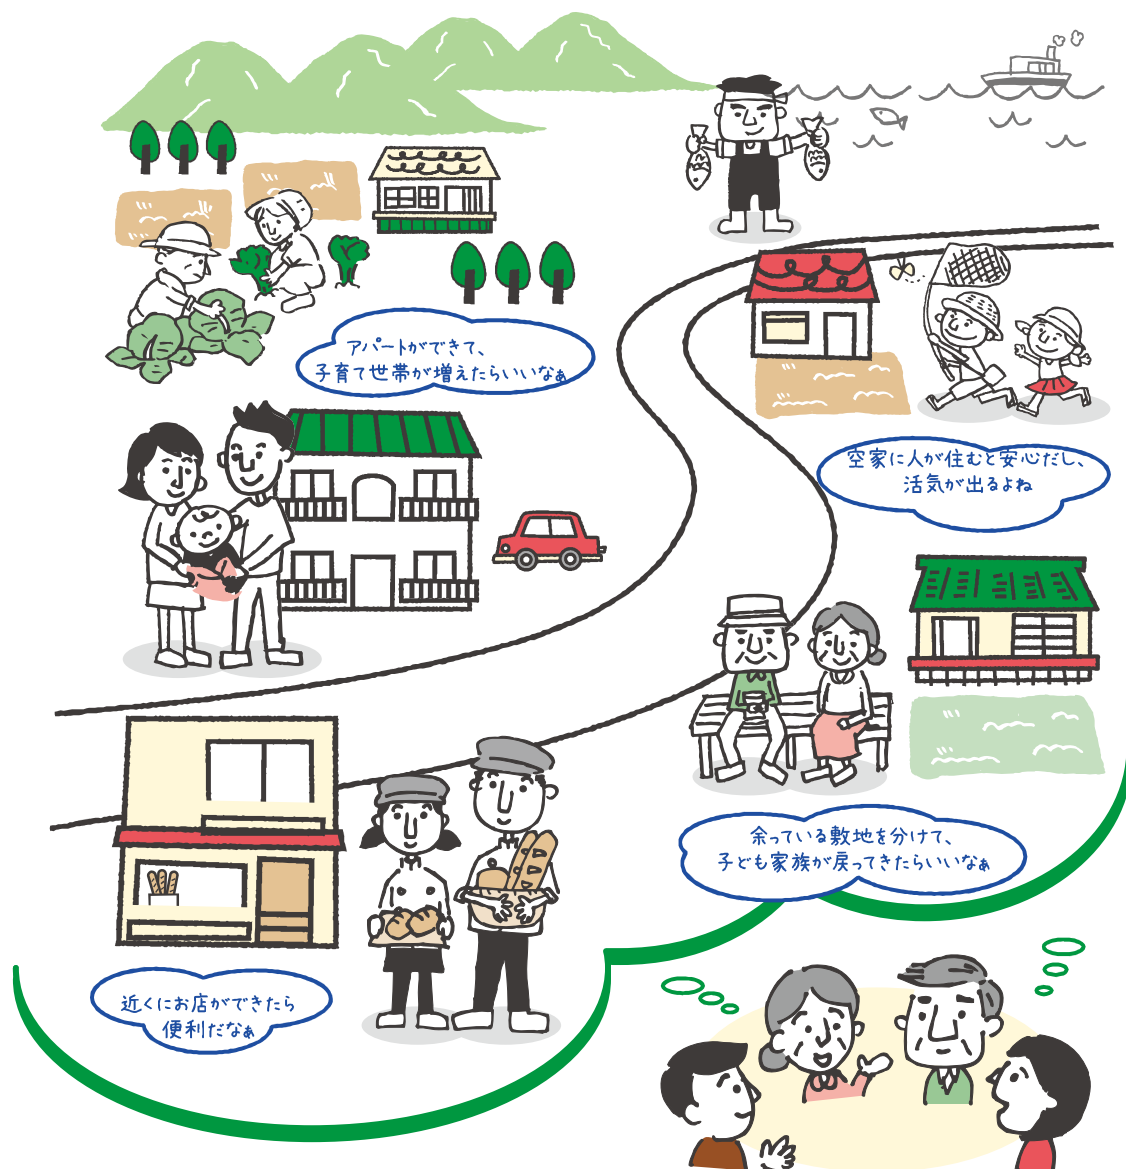 アパートができて、
子育て世帯が増えたらいいなぁ
空家に人が住むと安心だし、
活気が出るよね
余っている敷地を分けて、
子ども家族が戻ってきたらいいなぁ
近くにお店ができたら
便利だなぁ